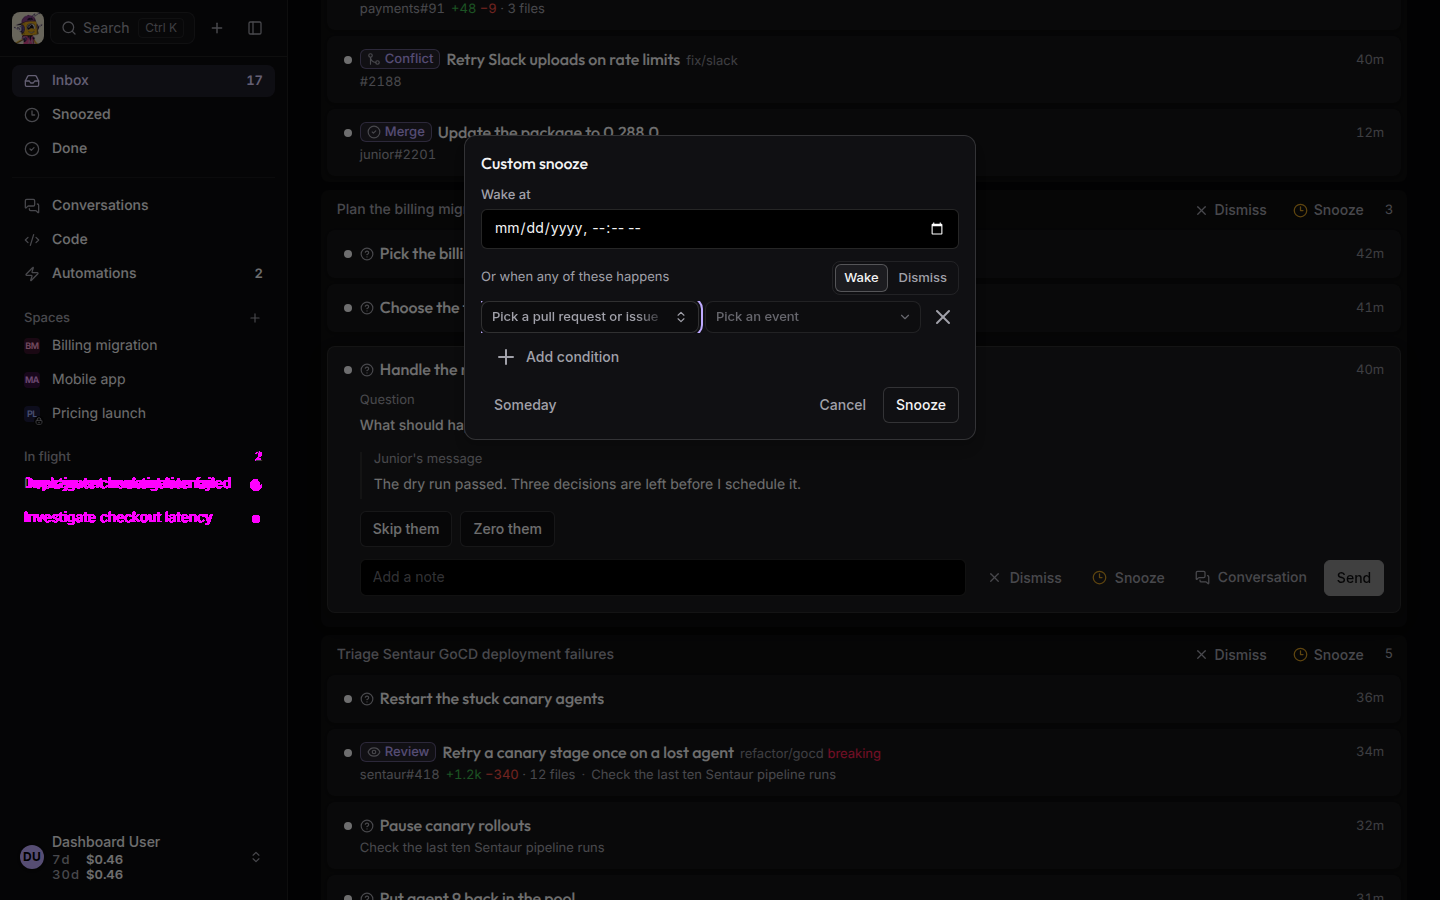 Search Ctrl K
Inbox 17
Snoozed
Done
Conversations
Code
Automations 2
Spaces
BM Billing migration
MA Mobile app
PL Pricing launch
In flight
Investigate checkout latency
DU Dashboard User
7d $0.46
30d $0.46
payments#91 +48 −9 · 3 files
Conflict Retry Slack uploads on rate limits fix/slack 40m
#2188
Merge Update the package to 0.288.0 12m
junior#2201
Plan the billing mig Dismiss Snooze 3
Pick the billi 42m
Choose the 41m
Custom snooze
Wake at
mm/dd/yyyy, --:-- --
Or when any of these happens Wake Dismiss
Pick a pull request or issue Pick an event
Add condition
Someday Cancel Snooze
Handle the 40m
Question
What should ha
Junior's message
The dry run passed. Three decisions are left before I schedule it.
Skip them Zero them
Add a note Dismiss Snooze Conversation Send
Triage Sentaur GoCD deployment failures Dismiss Snooze 5
Restart the stuck canary agents 36m
Review Retry a canary stage once on a lost agent refactor/gocd breaking 34m
sentaur#418 +1.2k −340 · 12 files · Check the last ten Sentaur pipeline runs
Pause canary rollouts 32m
Check the last ten Sentaur pipeline runs
Put agent 9 back in the pool 31m